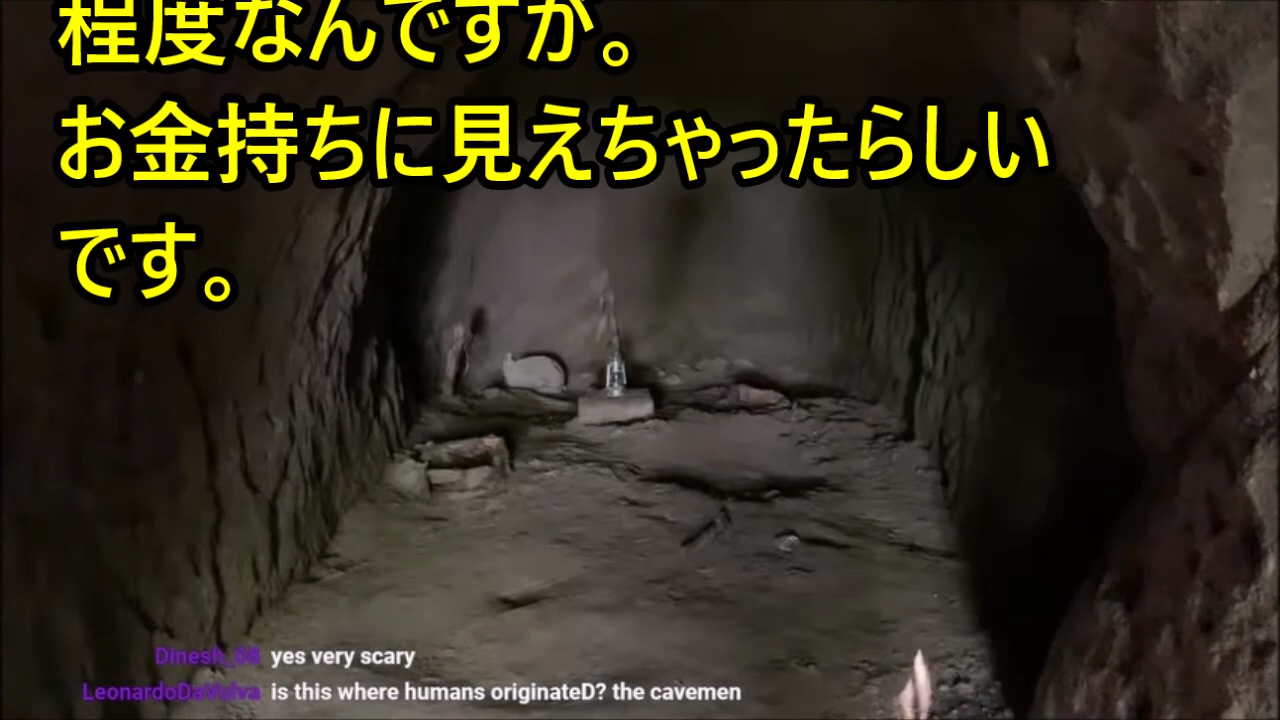 程度なんですが。
お金持ちに見えちゃったらしい
です。
Dinesh_08 yes very scary
LeonardoDaVulva is this where humans originateD? the cavemen